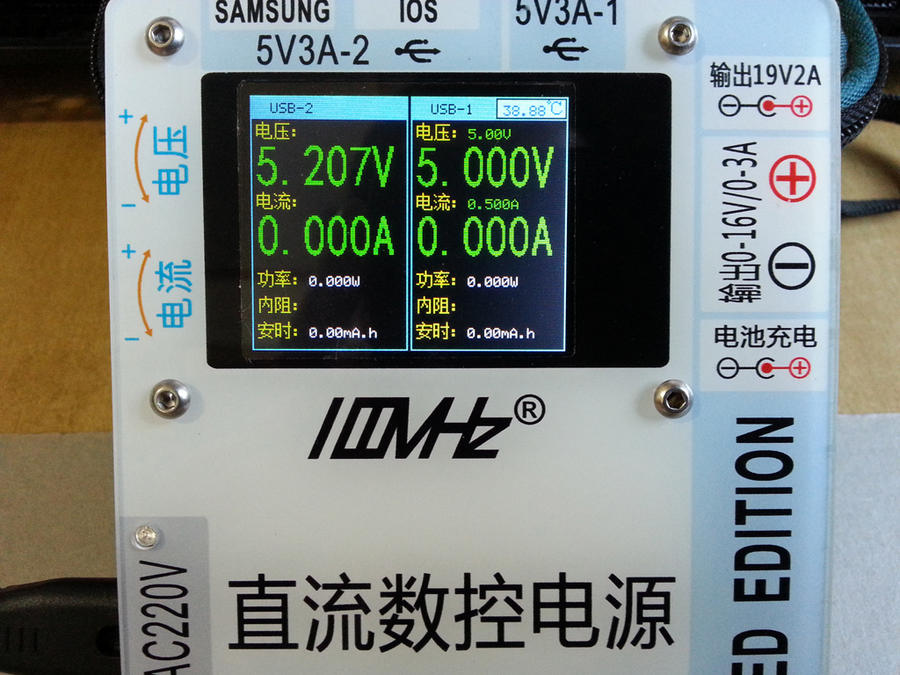 SAMSUNG
IOS
5V3A-1
5V3A-2
USB-2
USB-1
38.88℃
电压:
5.207V
电流:
0.000A
功率: 0.000W
内阻:
安时: 0.00mA.h
电压: 5.00V
5.000V
电流: 0.500A
0.000A
功率: 0.000W
内阻:
安时: 0.00mA.h
+ 电压 -
+ 电流 -
输出19V2A
输出0-16V/0-3A
电池充电
100MHz®
直流数控电源
AC220V
ED EDITION